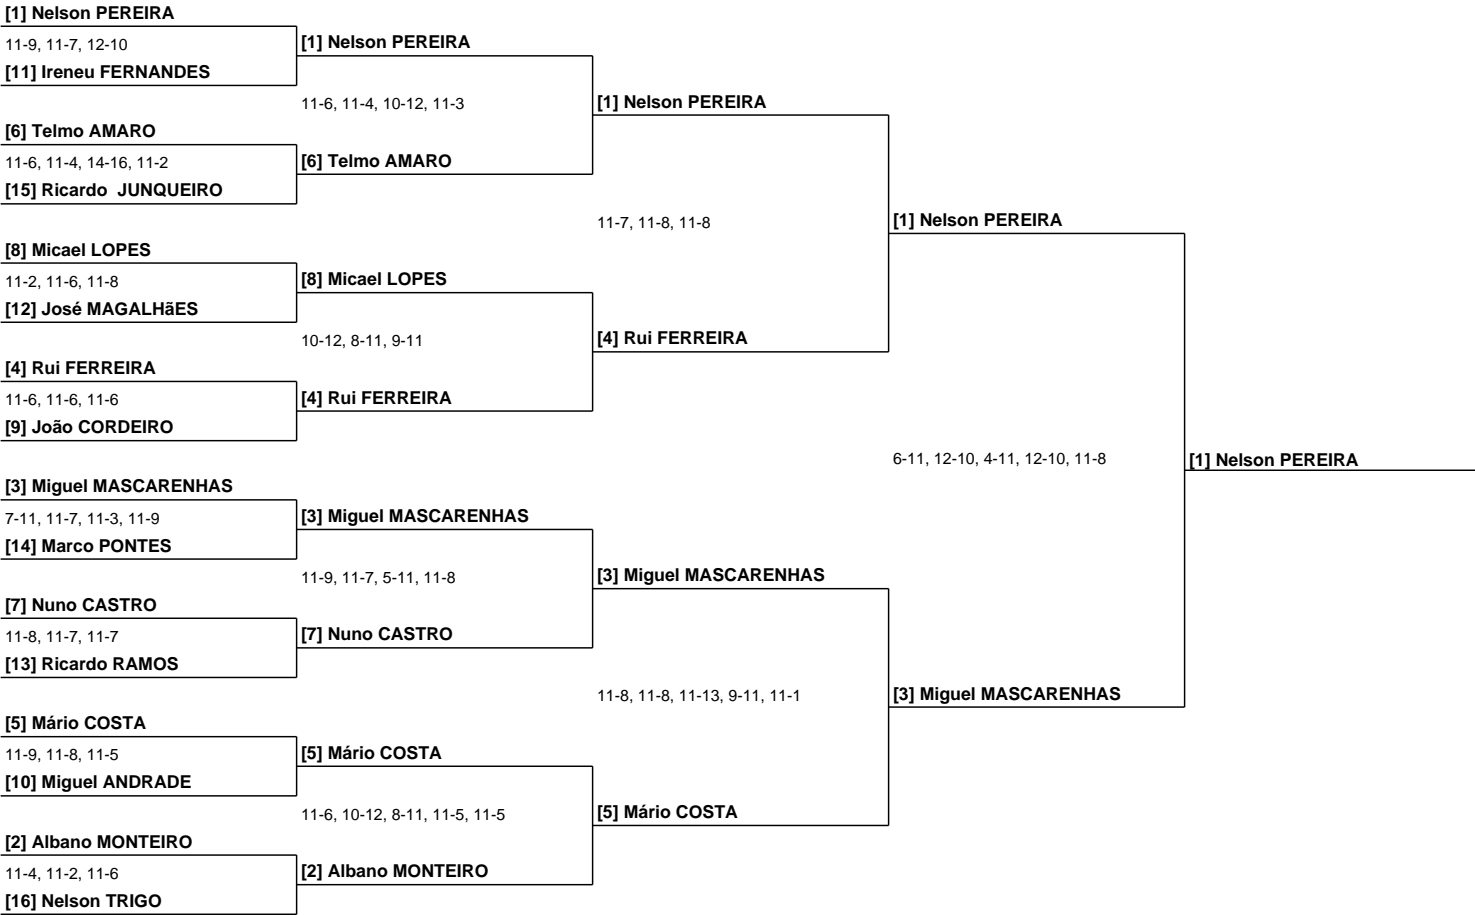 [1] Nelson PEREIRA
11-9, 11-7, 12-10
[1] Nelson PEREIRA
[11] Ireneu FERNANDES
11-6, 11-4, 10-12, 11-3
[1] Nelson PEREIRA
[6] Telmo AMARO
11-6, 11-4, 14-16, 11-2
[6] Telmo AMARO
[15] Ricardo  JUNQUEIRO
11-7, 11-8, 11-8
[1] Nelson PEREIRA
[8] Micael LOPES
11-2, 11-6, 11-8
[8] Micael LOPES
[12] José MAGALHãES
10-12, 8-11, 9-11
[4] Rui FERREIRA
[4] Rui FERREIRA
11-6, 11-6, 11-6
[4] Rui FERREIRA
[9] João CORDEIRO
6-11, 12-10, 4-11, 12-10, 11-8
[1] Nelson PEREIRA
[3] Miguel MASCARENHAS
7-11, 11-7, 11-3, 11-9
[3] Miguel MASCARENHAS
[14] Marco PONTES
11-9, 11-7, 5-11, 11-8
[3] Miguel MASCARENHAS
[7] Nuno CASTRO
11-8, 11-7, 11-7
[7] Nuno CASTRO
[13] Ricardo RAMOS
11-8, 11-8, 11-13, 9-11, 11-1
[3] Miguel MASCARENHAS
[5] Mário COSTA
11-9, 11-8, 11-5
[5] Mário COSTA
[10] Miguel ANDRADE
11-6, 10-12, 8-11, 11-5, 11-5
[5] Mário COSTA
[2] Albano MONTEIRO
11-4, 11-2, 11-6
[2] Albano MONTEIRO
[16] Nelson TRIGO